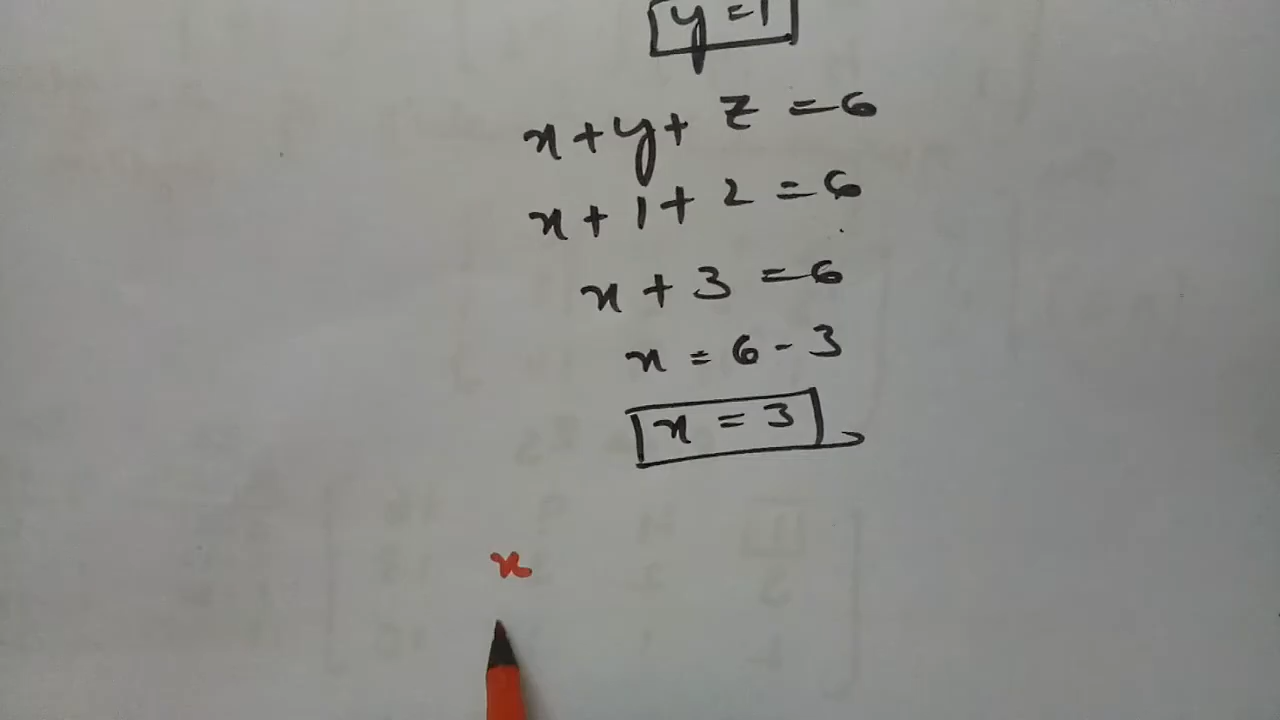 y = 1
x + y + z = 6
x + 1 + 2 = 6
x + 3 = 6
x = 6 - 3
x = 3
x